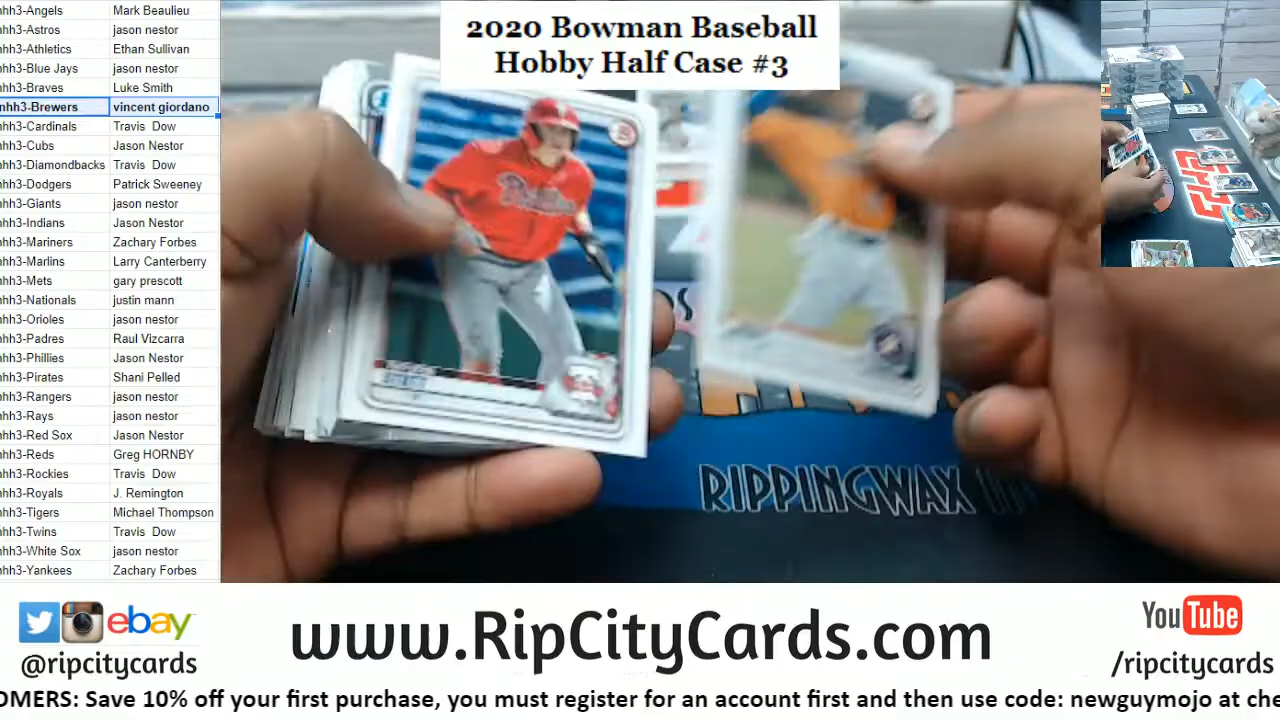 2020 Bowman Baseball
Hobby Half Case #3
hh3-Angels Mark Beaulieu
hh3-Astros jason nestor
hh3-Athletics Ethan Sullivan
hh3-Blue Jays jason nestor
hh3-Braves Luke Smith
hh3-Brewers vincent giordano
hh3-Cardinals Travis Dow
hh3-Cubs Jason Nestor
hh3-Diamondbacks Travis Dow
hh3-Dodgers Patrick Sweeney
hh3-Giants jason nestor
hh3-Indians Jason Nestor
hh3-Mariners Zachary Forbes
hh3-Marlins Larry Canterberry
hh3-Mets gary prescott
hh3-Nationals justin mann
hh3-Orioles jason nestor
hh3-Padres Raul Vizcarra
hh3-Phillies Jason Nestor
hh3-Pirates Shani Pelled
hh3-Rangers jason nestor
hh3-Rays jason nestor
hh3-Red Sox Jason Nestor
hh3-Reds Greg HORNBY
hh3-Rockies Travis Dow
hh3-Royals J. Remington
hh3-Tigers Michael Thompson
hh3-Twins Travis Dow
hh3-White Sox jason nestor
hh3-Yankees Zachary Forbes
Phillies
RIPPINGWAX
ebay
@ripcitycards
www.RipCityCards.com
YouTube
/ripcitycards
OMERS: Save 10% off your first purchase, you must register for an account first and then use code: newguymojo at che